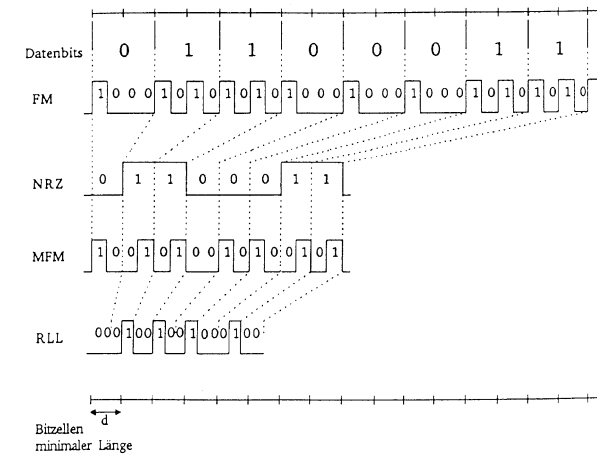 Datenbits 0 1 1 0 0 0 1 1
FM 1 0 0 0 1 0 1 0 1 0 1 0 1 0 0 0 1 0 0 0 1 0 0 0 1 0 1 0 1 0 1 0
NRZ 0 1 1 0 0 0 1 1
MFM 1 0 0 1 0 1 0 0 1 0 1 0 0 1 0 1
RLL 0 0 0 1 0 0 1 0 0 1 0 0 0 1 0 0
d
Bitzellen
minimaler Länge